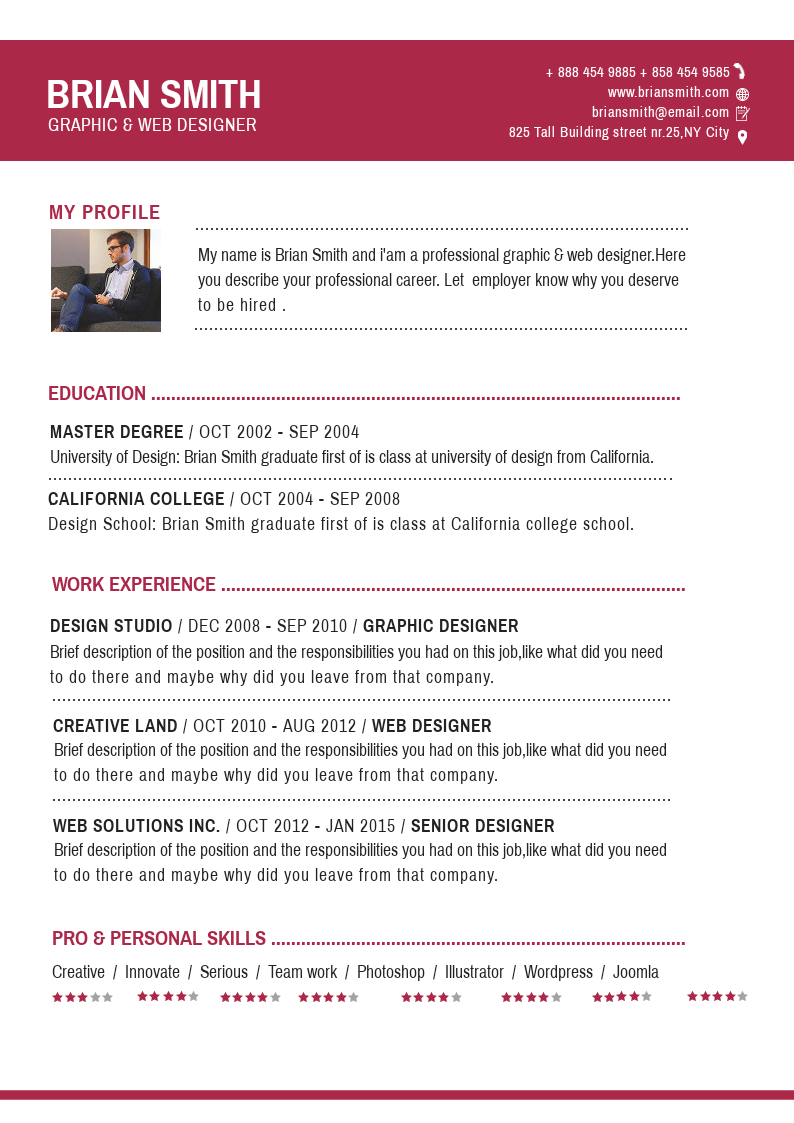 BRIAN SMITH
GRAPHIC & WEB DESIGNER
+ 888 454 9885 + 858 454 9585
www.briansmith.com
briansmith@email.com
825 Tall Building street nr.25,NY City
MY PROFILE
My name is Brian Smith and i'am a professional graphic & web designer.Here
you describe your professional career. Let  employer know why you deserve
to be hired .
EDUCATION ..........................................................................................................
MASTER DEGREE / OCT 2002 - SEP 2004
University of Design: Brian Smith graduate first of is class at university of design from California.
CALIFORNIA COLLEGE / OCT 2004 - SEP 2008
Design School: Brian Smith graduate first of is class at California college school.
WORK EXPERIENCE .............................................................................................
DESIGN STUDIO / DEC 2008 - SEP 2010 / GRAPHIC DESIGNER
Brief description of the position and the responsibilities you had on this job,like what did you need
to do there and maybe why did you leave from that company.
CREATIVE LAND / OCT 2010 - AUG 2012 / WEB DESIGNER
Brief description of the position and the responsibilities you had on this job,like what did you need
to do there and maybe why did you leave from that company.
WEB SOLUTIONS INC. / OCT 2012 - JAN 2015 / SENIOR DESIGNER
Brief description of the position and the responsibilities you had on this job,like what did you need
to do there and maybe why did you leave from that company.
PRO & PERSONAL SKILLS ...................................................................................
Creative / Innovate / Serious / Team work / Photoshop / Illustrator / Wordpress / Joomla